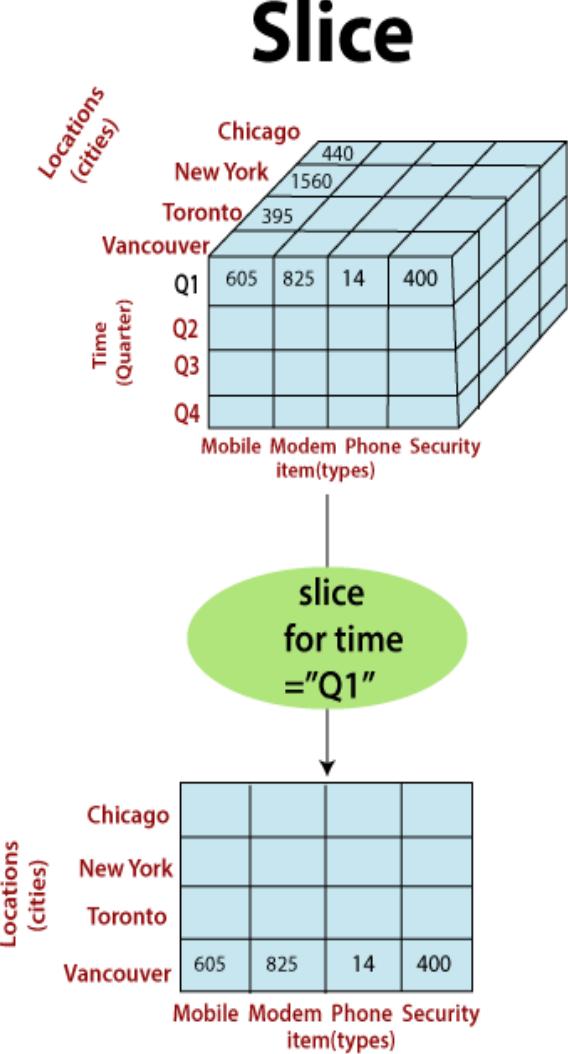 Slice
Locations
(cities)
Chicago
440
New York
1560
Toronto
395
Vancouver
Time
(Quarter)
Q1 605 825 14 400
Q2
Q3
Q4
Mobile Modem Phone Security
item(types)
slice
for time
="Q1"
Locations
(cities)
Chicago
New York
Toronto
Vancouver 605 825 14 400
Mobile Modem Phone Security
item(types)